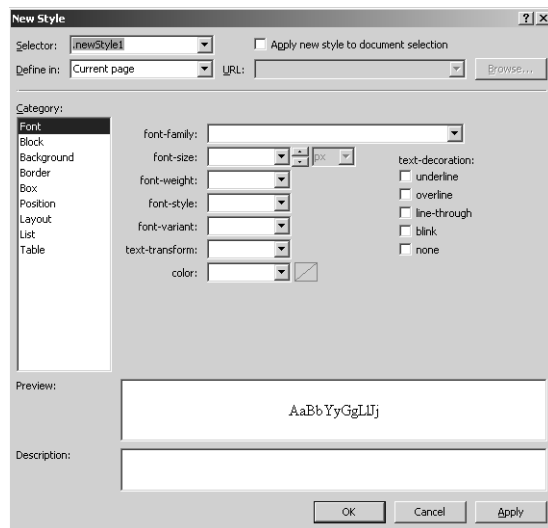 New Style
Selector: .newStyle1 Apply new style to document selection
Define in: Current page URL: Browse...
Category:
Font
Block
Background
Border
Box
Position
Layout
List
Table
font-family:
font-size: px
font-weight:
font-style:
font-variant:
text-transform:
color:
text-decoration:
underline
overline
line-through
blink
none
Preview:
AaBbYyGgLlJj
Description:
OK Cancel Apply